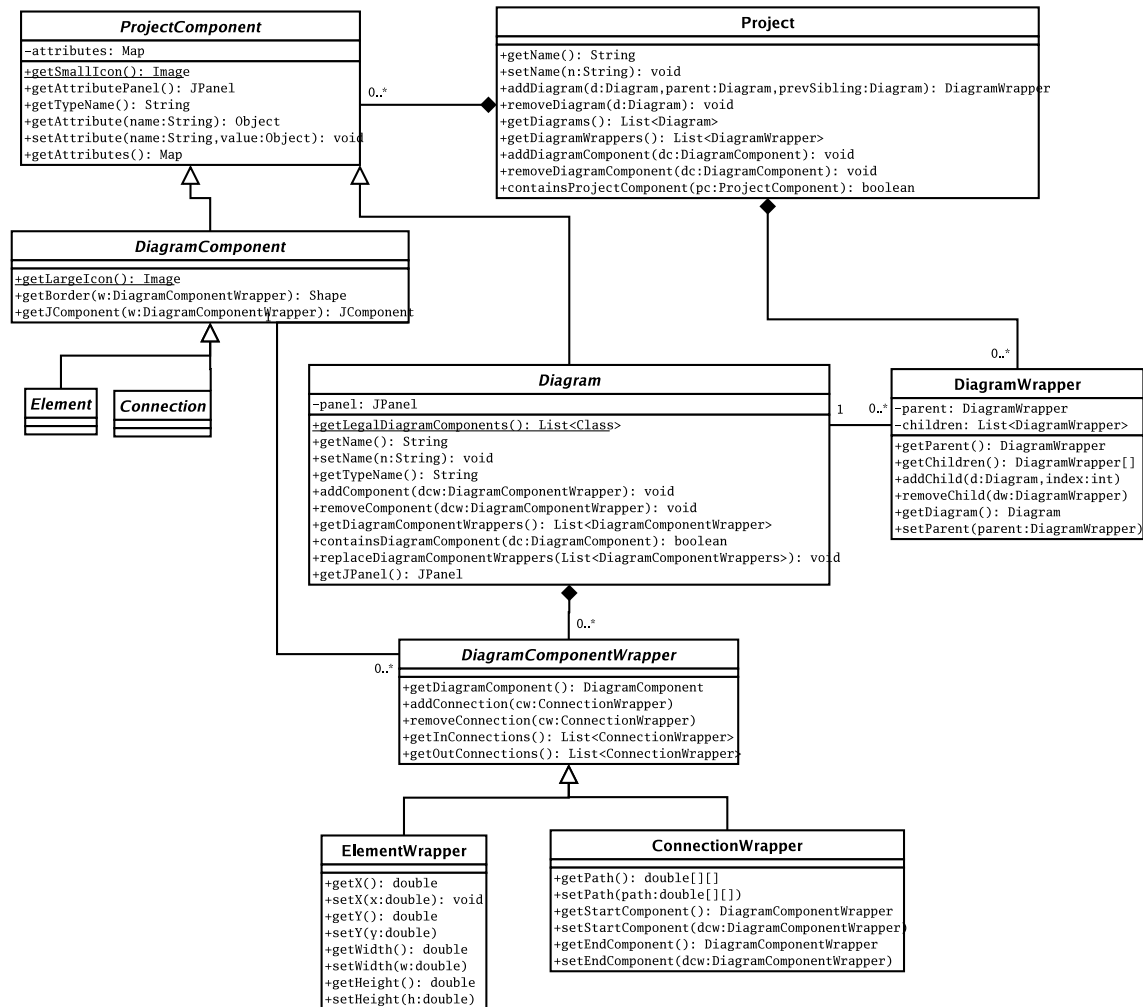 ProjectComponent
-attributes: Map
+getSmallIcon(): Image
+getAttributePanel(): JPanel
+getTypeName(): String
+getAttribute(name:String): Object
+setAttribute(name:String,value:Object): void
+getAttributes(): Map
0..*
Project
+getName(): String
+setName(n:String): void
+addDiagram(d:Diagram,parent:Diagram,prevSibling:Diagram): DiagramWrapper
+removeDiagram(d:Diagram): void
+getDiagrams(): List<Diagram>
+getDiagramWrappers(): List<DiagramWrapper>
+addDiagramComponent(dc:DiagramComponent): void
+removeDiagramComponent(dc:DiagramComponent): void
+containsProjectComponent(pc:ProjectComponent): boolean
DiagramComponent
+getLargeIcon(): Image
+getBorder(w:DiagramComponentWrapper): Shape
+getJComponent(w:DiagramComponentWrapper): JComponent
1
Element
Connection
Diagram
-panel: JPanel
+getLegalDiagramComponents(): List<Class>
+getName(): String
+setName(n:String): void
+getTypeName(): String
+addComponent(dcw:DiagramComponentWrapper): void
+removeComponent(dcw:DiagramComponentWrapper): void
+getDiagramComponentWrappers(): List<DiagramComponentWrapper>
+containsDiagramComponent(dc:DiagramComponent): boolean
+replaceDiagramComponentWrappers(List<DiagramComponentWrappers>): void
+getJPanel(): JPanel
1
0..*
0..*
DiagramWrapper
-parent: DiagramWrapper
-children: List<DiagramWrapper>
+getParent(): DiagramWrapper
+getChildren(): DiagramWrapper[]
+addChild(d:Diagram,index:int)
+removeChild(dw:DiagramWrapper)
+getDiagram(): Diagram
+setParent(parent:DiagramWrapper)
0..*
0..*
DiagramComponentWrapper
+getDiagramComponent(): DiagramComponent
+addConnection(cw:ConnectionWrapper)
+removeConnection(cw:ConnectionWrapper)
+getInConnections(): List<ConnectionWrapper>
+getOutConnections(): List<ConnectionWrapper>
ElementWrapper
+getX(): double
+setX(x:double): void
+getY(): double
+setY(y:double)
+getWidth(): double
+setWidth(w:double)
+getHeight(): double
+setHeight(h:double)
ConnectionWrapper
+getPath(): double[][]
+setPath(path:double[][])
+getStartComponent(): DiagramComponentWrapper
+setStartComponent(dcw:DiagramComponentWrapper)
+getEndComponent(): DiagramComponentWrapper
+setEndComponent(dcw:DiagramComponentWrapper)